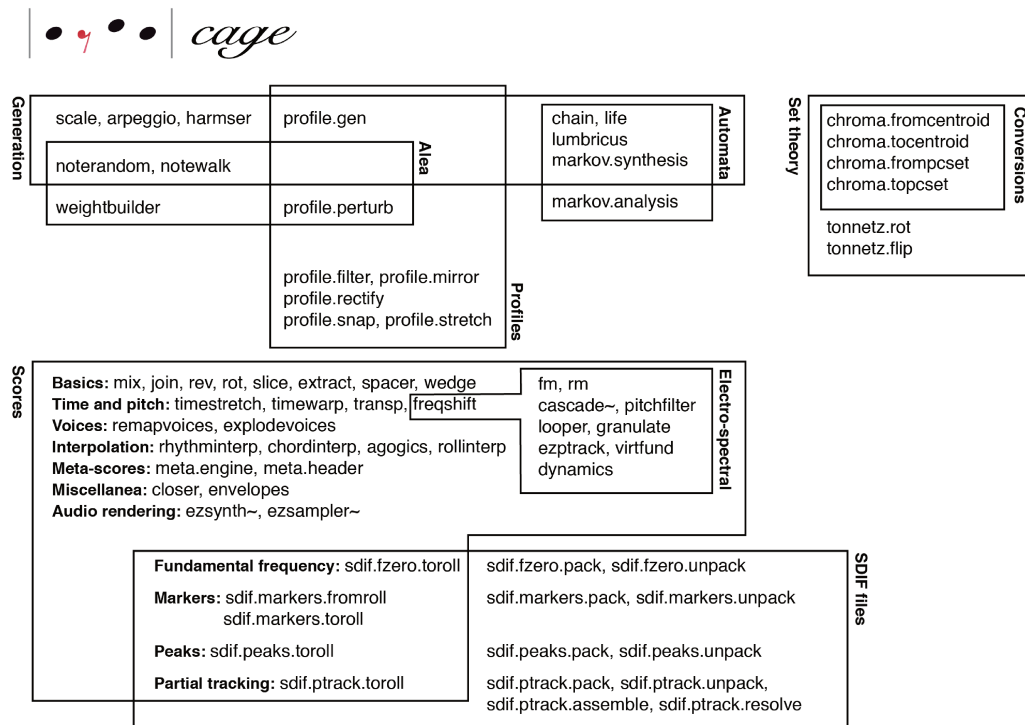 cage
Generation
scale, arpeggio, harmser
profile.gen
chain, life
lumbricus
markov.synthesis
Automata
noterandom, notewalk
Alea
weightbuilder
profile.perturb
markov.analysis
profile.filter, profile.mirror
profile.rectify
profile.snap, profile.stretch
Profiles
Set theory
chroma.fromcentroid
chroma.tocentroid
chroma.frompcset
chroma.topcset
Conversions
tonnetz.rot
tonnetz.flip
Scores
Basics: mix, join, rev, rot, slice, extract, spacer, wedge
Time and pitch: timestretch, timewarp, transp, freqshift
Voices: remapvoices, explodevoices
Interpolation: rhythminterp, chordinterp, agogics, rollinterp
Meta-scores: meta.engine, meta.header
Miscellanea: closer, envelopes
Audio rendering: ezsynth~, ezsampler~
fm, rm
cascade~, pitchfilter
looper, granulate
ezptrack, virtfund
dynamics
Electro-spectral
Fundamental frequency: sdif.fzero.toroll
sdif.fzero.pack, sdif.fzero.unpack
Markers: sdif.markers.fromroll
sdif.markers.toroll
sdif.markers.pack, sdif.markers.unpack
Peaks: sdif.peaks.toroll
sdif.peaks.pack, sdif.peaks.unpack
Partial tracking: sdif.ptrack.toroll
sdif.ptrack.pack, sdif.ptrack.unpack,
sdif.ptrack.assemble, sdif.ptrack.resolve
SDIF files